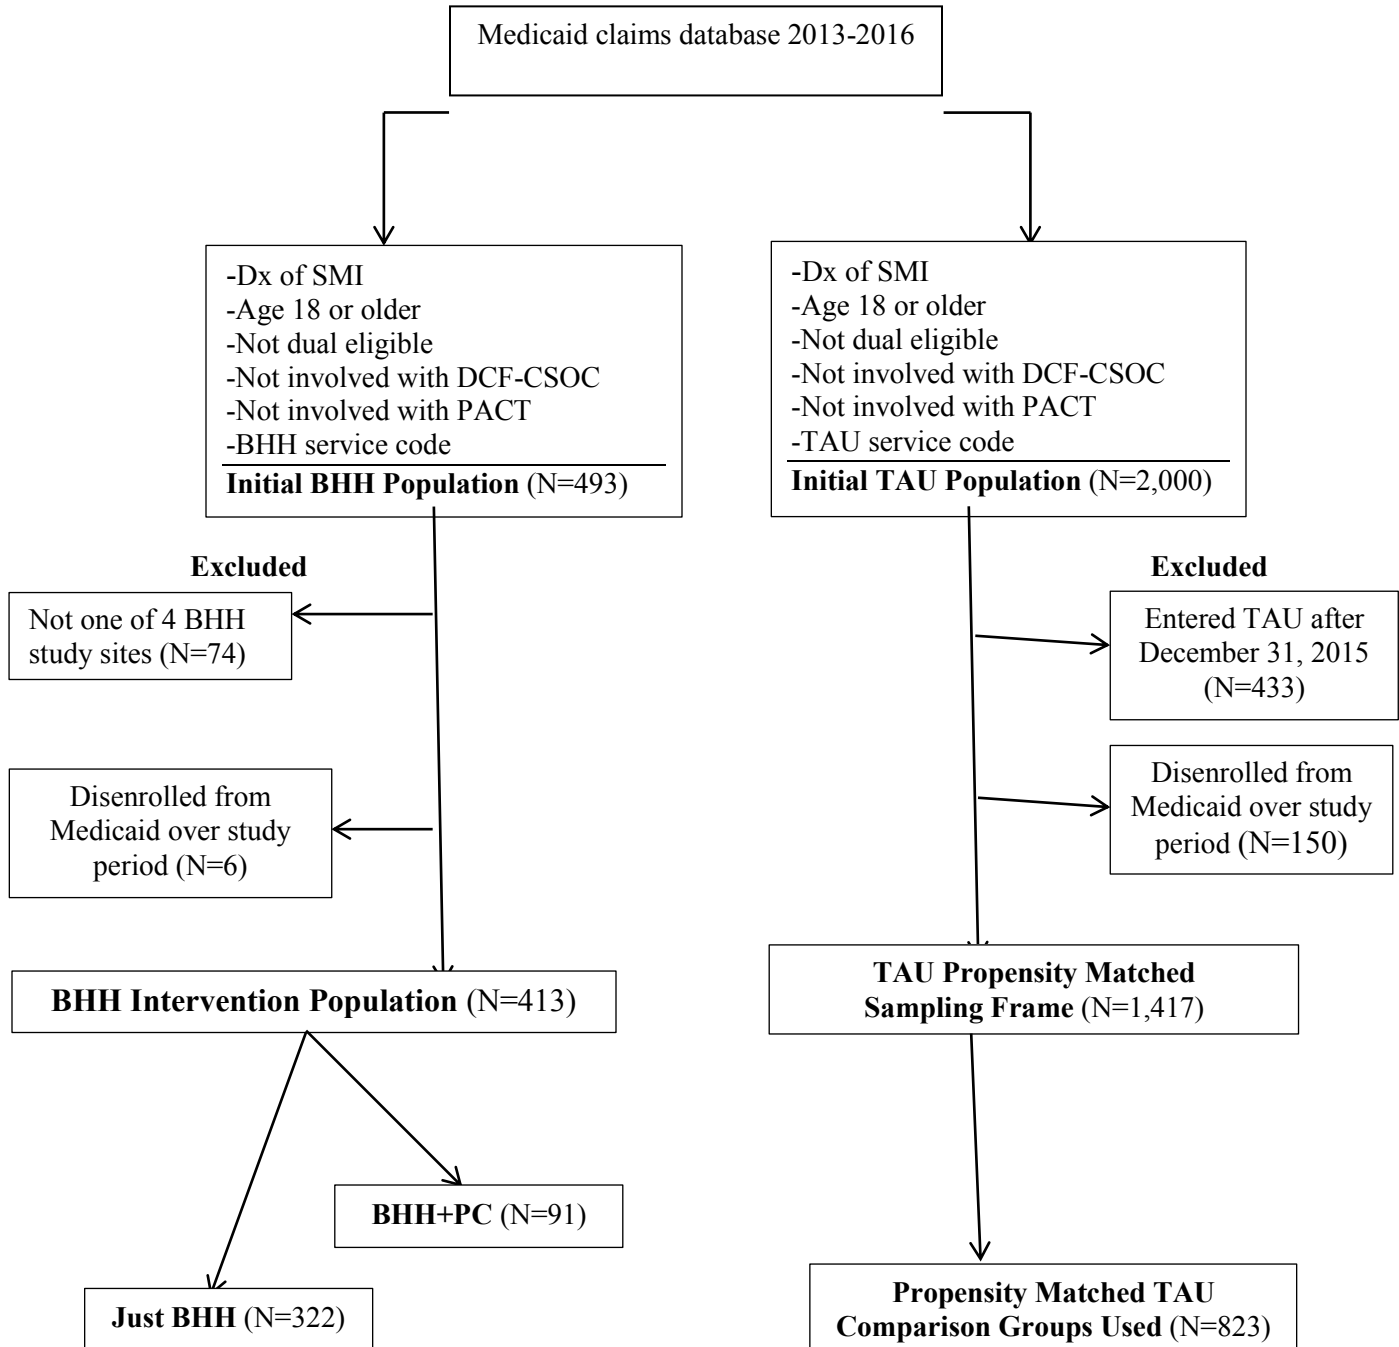 Medicaid claims database 2013-2016
-Dx of SMI
-Age 18 or older
-Not dual eligible
-Not involved with DCF-CSOC
-Not involved with PACT
-BHH service code
Initial BHH Population (N=493)
-Dx of SMI
-Age 18 or older
-Not dual eligible
-Not involved with DCF-CSOC
-Not involved with PACT
-TAU service code
Initial TAU Population (N=2,000)
Excluded
Not one of 4 BHH
study sites (N=74)
Disenrolled from
Medicaid over study
period (N=6)
Excluded
Entered TAU after
December 31, 2015
(N=433)
Disenrolled from
Medicaid over study
period (N=150)
BHH Intervention Population (N=413)
TAU Propensity Matched
Sampling Frame (N=1,417)
BHH+PC (N=91)
Just BHH (N=322)
Propensity Matched TAU
Comparison Groups Used (N=823)